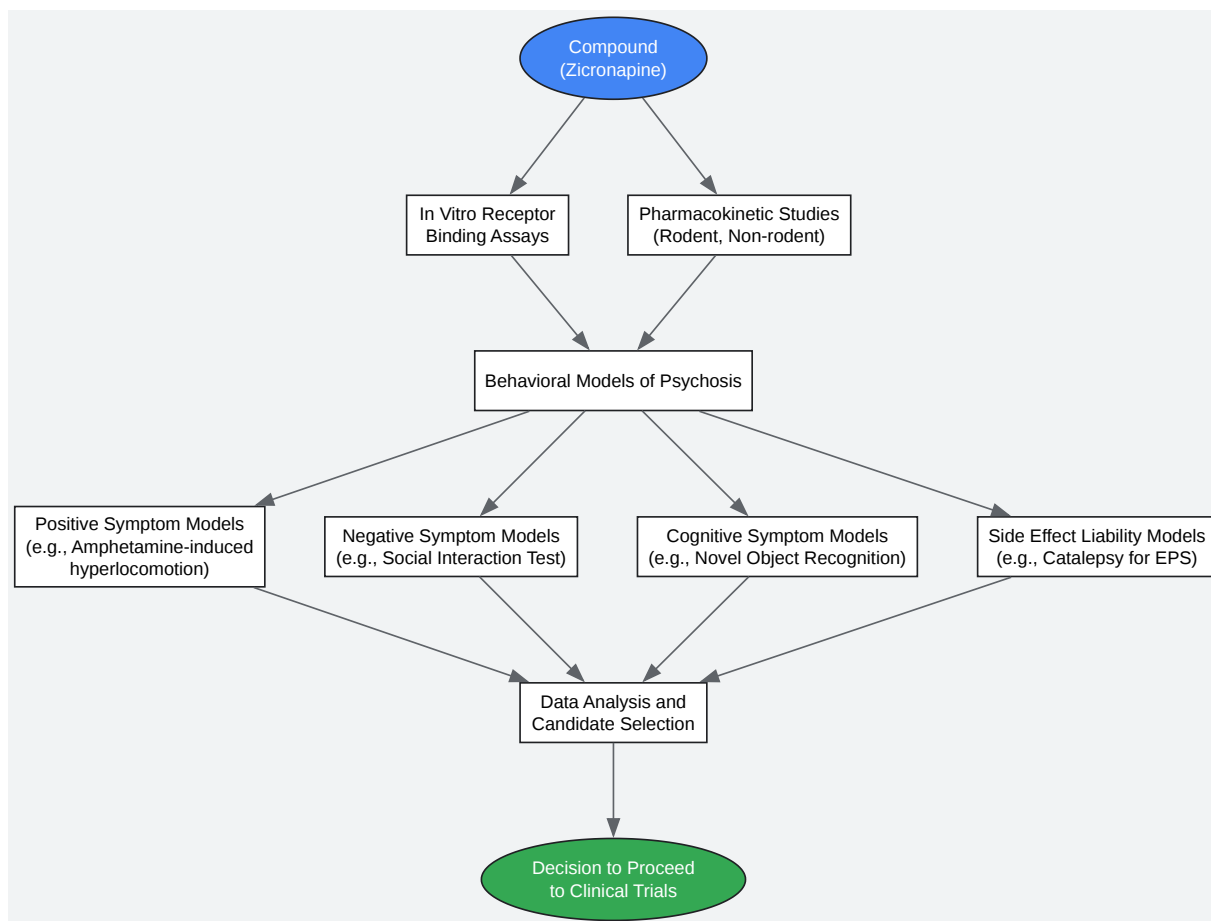 Compound
(Zicronapine)
In Vitro Receptor
Binding Assays
Pharmacokinetic Studies
(Rodent, Non-rodent)
Behavioral Models of Psychosis
Positive Symptom Models
(e.g., Amphetamine-induced
hyperlocomotion)
Negative Symptom Models
(e.g., Social Interaction Test)
Cognitive Symptom Models
(e.g., Novel Object Recognition)
Side Effect Liability Models
(e.g., Catalepsy for EPS)
Data Analysis and
Candidate Selection
Decision to Proceed
to Clinical Trials